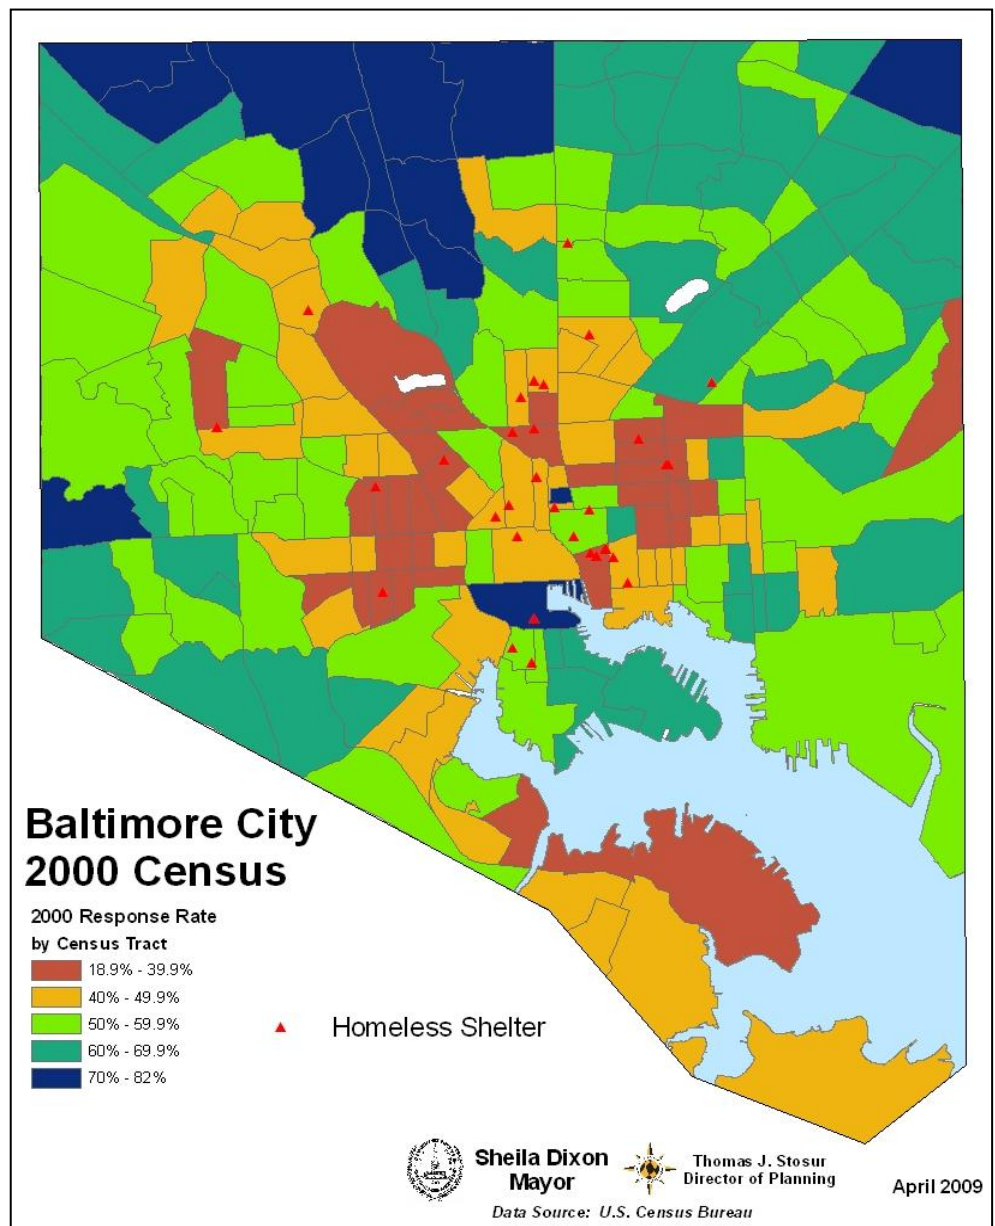 Baltimore City
2000 Census
2000 Response Rate
by Census Tract
18.9% - 39.9%
40% - 49.9%
50% - 59.9%
60% - 69.9%
70% - 82%
Homeless Shelter
Sheila Dixon
Mayor
Thomas J. Stosur
Director of Planning
April 2009
Data Source: U.S. Census Bureau